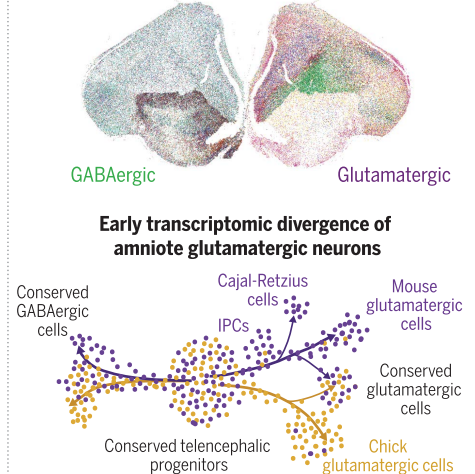 GABAergic
Glutamatergic
Early transcriptomic divergence of
amniote glutamatergic neurons
Conserved
GABAergic
cells
Cajal-Retzius
cells
IPCs
Mouse
glutamatergic
cells
Conserved
glutamatergic
cells
Conserved telencephalic
progenitors
Chick
glutamatergic cells